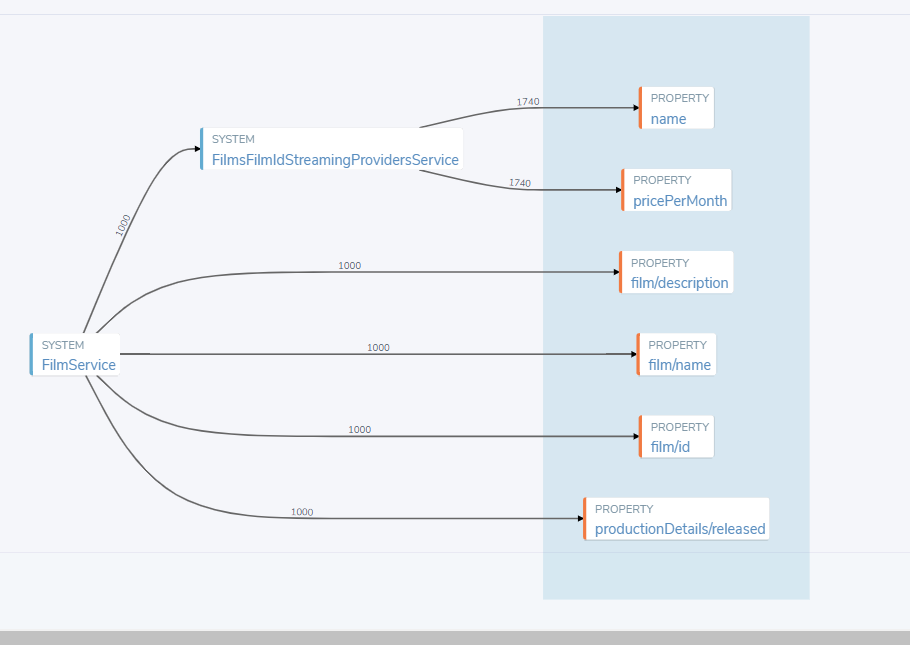 1740
PROPERTY
name
SYSTEM
FilmsFilmIdStreamingProvidersService
1740
PROPERTY
pricePerMonth
1000
1000
PROPERTY
film/description
SYSTEM
FilmService
1000
PROPERTY
film/name
1000
PROPERTY
film/id
1000
PROPERTY
productionDetails/released